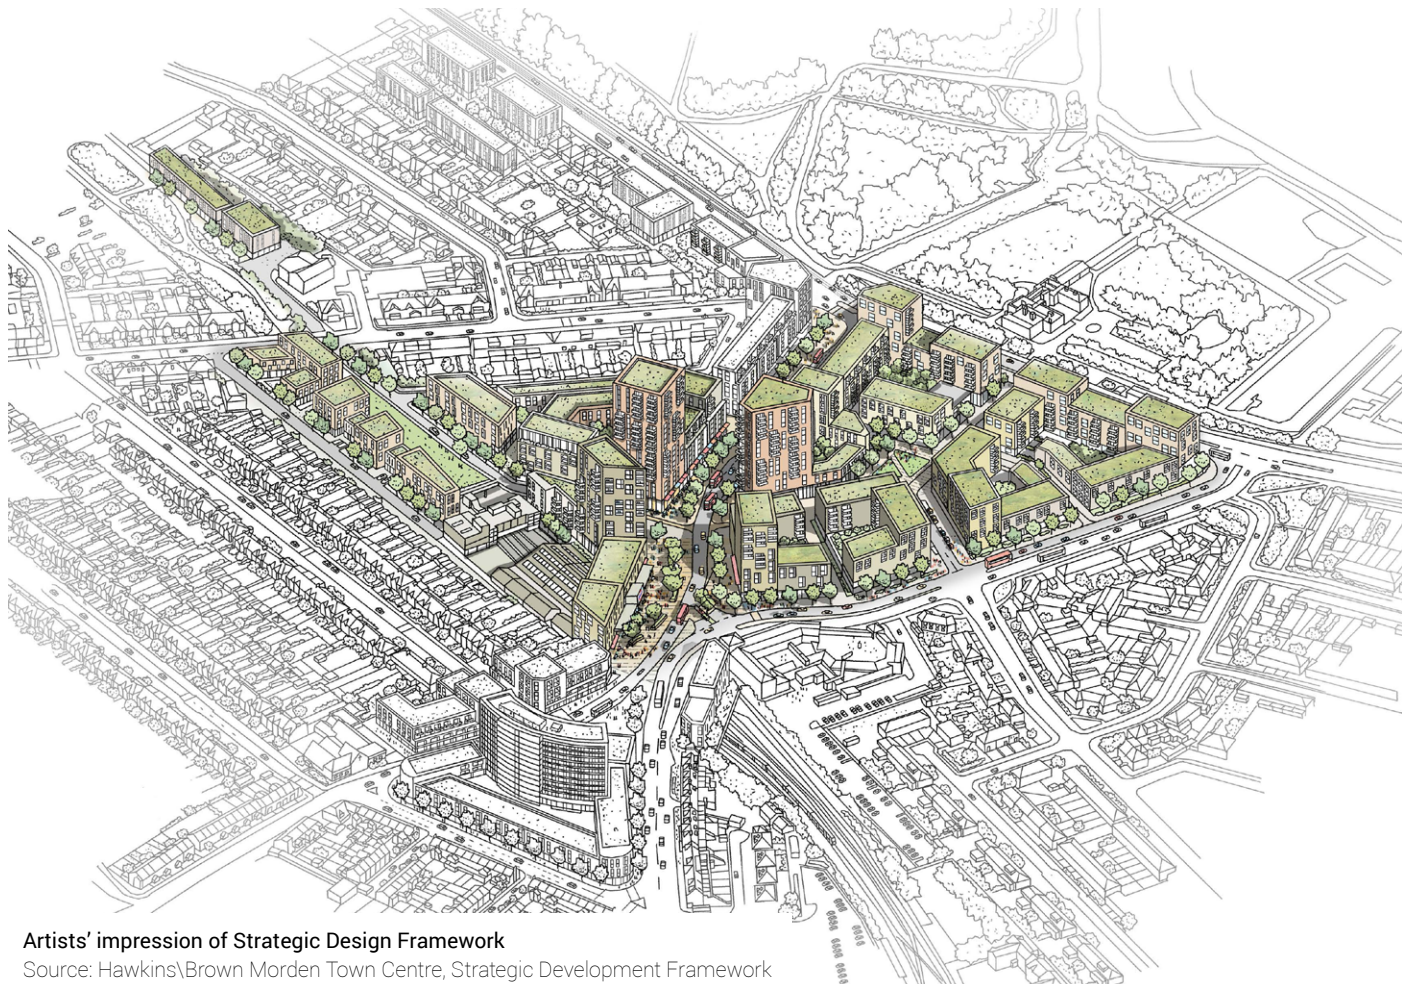 Artists’ impression of Strategic Design Framework
Source: Hawkins\Brown Morden Town Centre, Strategic Development Framework